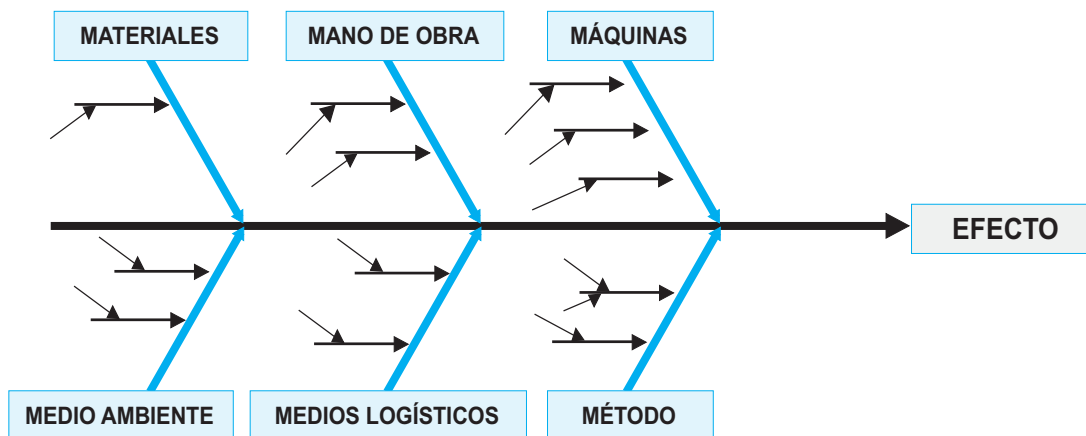 MATERIALES
MANO DE OBRA
MÁQUINAS
EFECTO
MEDIO AMBIENTE
MEDIOS LOGÍSTICOS
MÉTODO